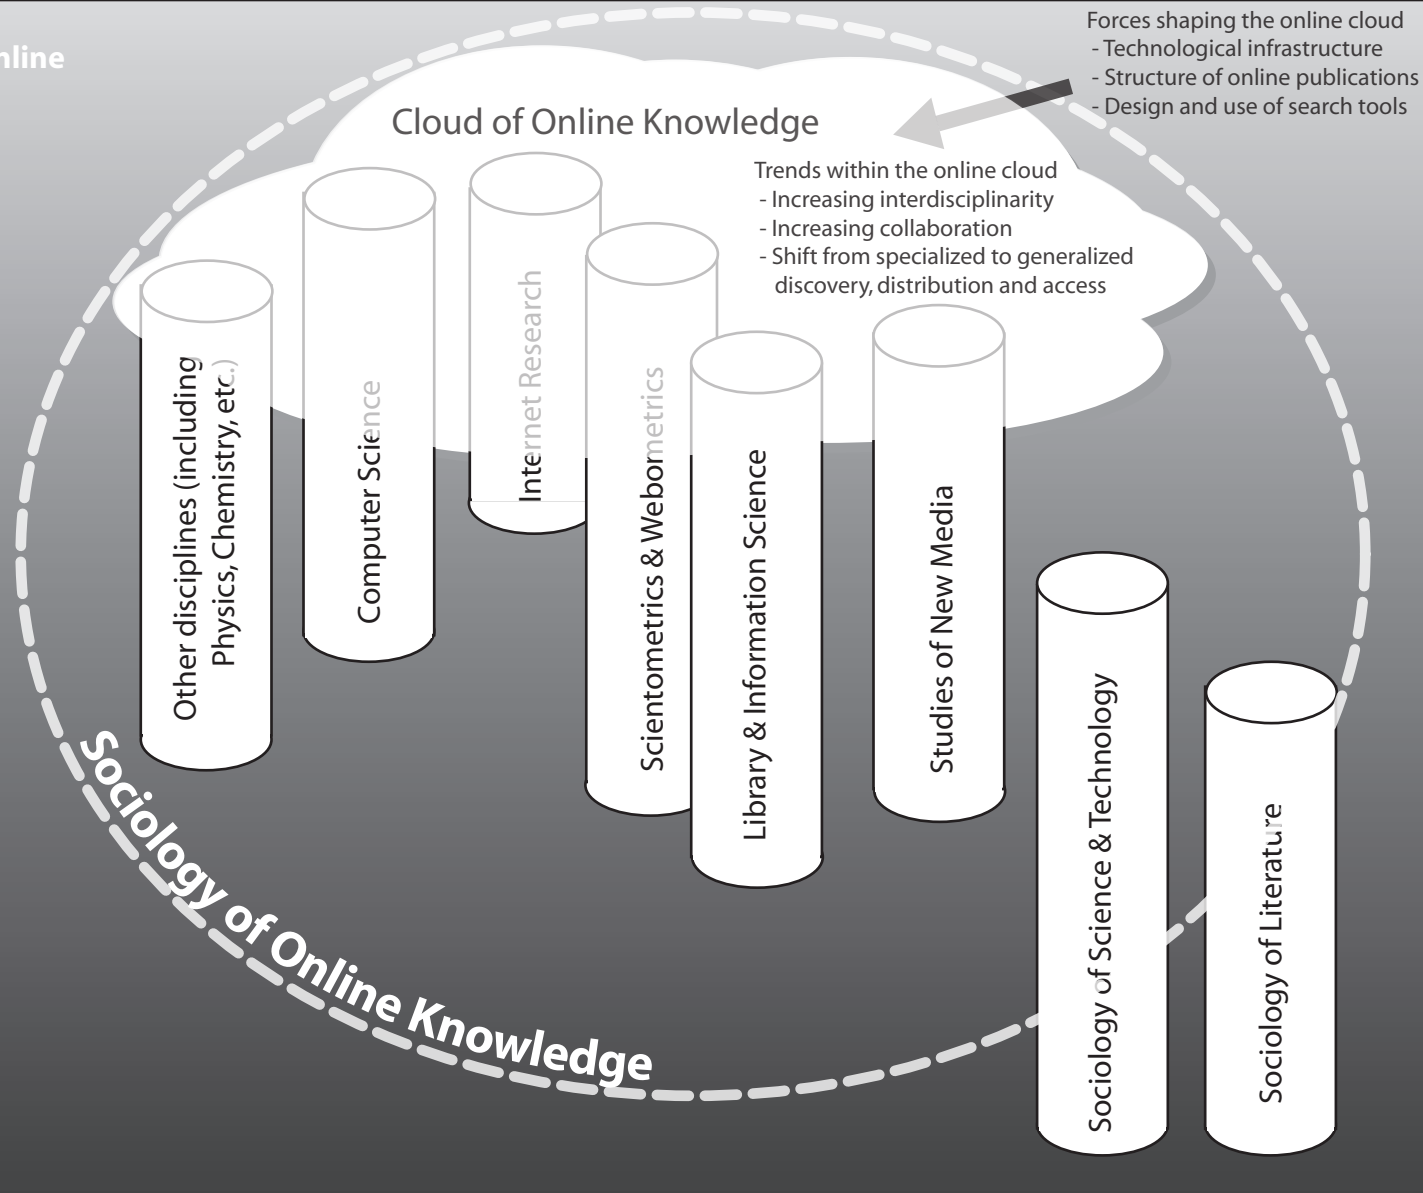 Forces shaping the online cloud
- Technological infrastructure
- Structure of online publications
- Design and use of search tools
nline
Cloud of Online Knowledge
Trends within the online cloud
- Increasing interdisciplinarity
- Increasing collaboration
- Shift from specialized to generalized
discovery, distribution and access
Other disciplines (including
Physics, Chemistry, etc.)
Computer Science
Internet Research
Scientometrics & Webometrics
Library & Information Science
Studies of New Media
Sociology of Science & Technology
Sociology of Literature
Sociology of Online Knowledge